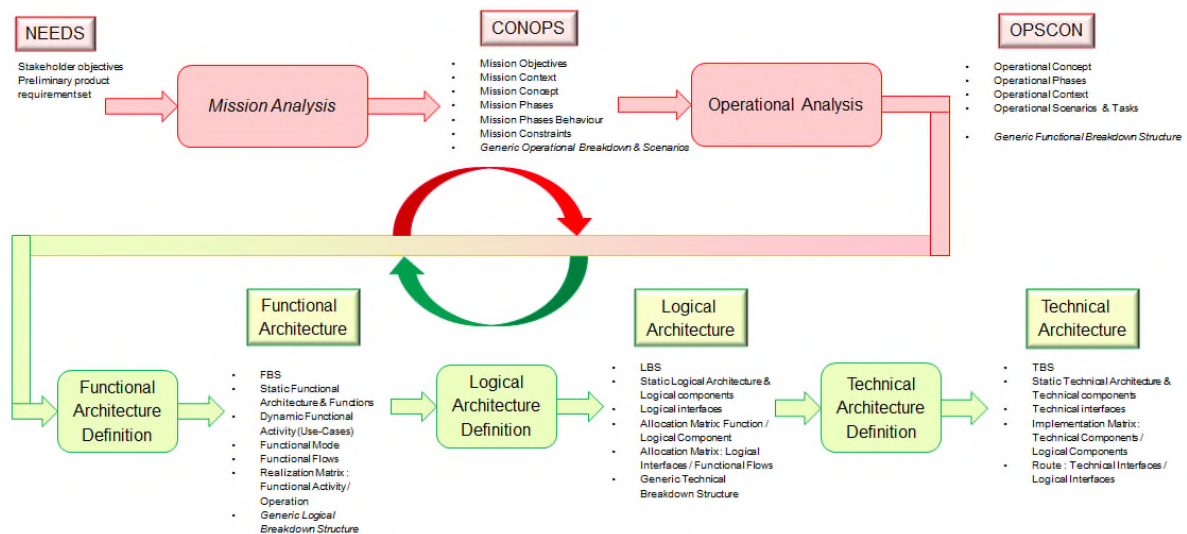 NEEDS
Stakeholder objectives
Preliminary product
requirement set
Mission Analysis
CONOPS
• Mission Objectives
• Mission Context
• Mission Concept
• Mission Phases
• Mission Phases Behaviour
• Mission Constraints
• Generic Operational Breakdown & Scenarios
Operational Analysis
OPSCON
• Operational Concept
• Operational Phases
• Operational Context
• Operational Scenarios & Tasks
• Generic Functional Breakdown Structure
Functional
Architecture
Definition
Functional
Architecture
• FBS
• Static Functional
Architecture & Functions
• Dynamic Functional
Activity (Use-Cases)
• Functional Mode
• Functional Flows
• Realization Matrix :
Functional Activity /
Operation
• Generic Logical
Breakdown Structure
Logical
Architecture
Definition
Logical
Architecture
• LBS
• Static Logical Architecture &
Logical components
• Logical interfaces
• Allocation Matrix: Function /
Logical Component
• Allocation Matrix : Logical
Interfaces / Functional Flows
• Generic Technical
Breakdown Structure
Technical
Architecture
Definition
Technical
Architecture
• TBS
• Static Technical Architecture &
Technical components
• Technical interfaces
• Implementation Matrix :
Technical Components /
Logical Components
• Route : Technical Interfaces /
Logical Interfaces